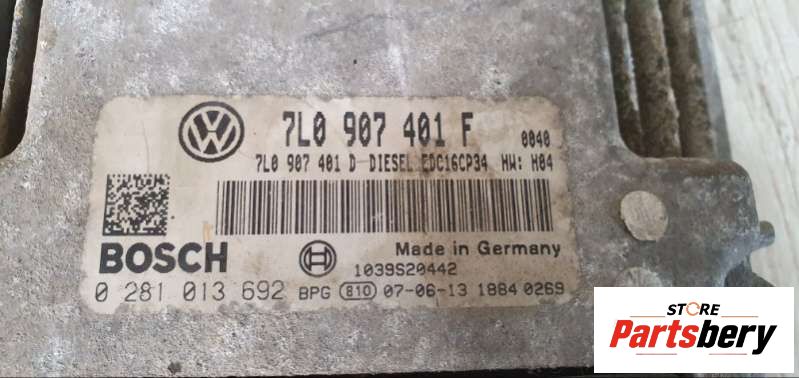 7L0 907 401 F 0040
7L0 907 401 D DIESEL EDC16CP34 HW: H04
BOSCH
Made in Germany
1039S20442
0 281 013 692 BPG 810 07-06-13 1884 0269
STORE
Partsbery